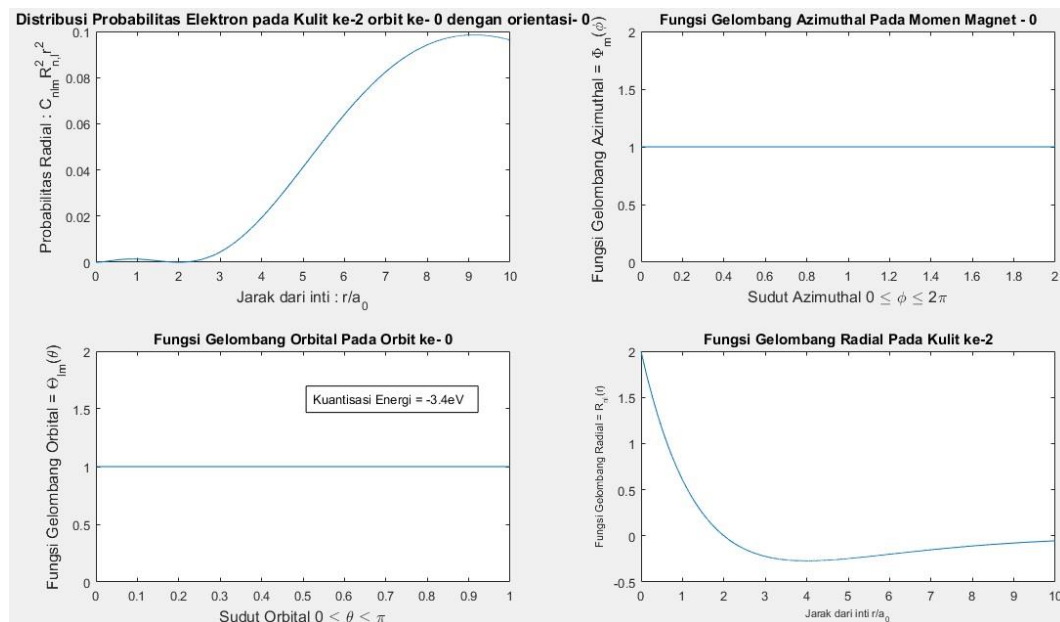 Distribusi Probabilitas Elektron pada Kulit ke-2 orbit ke- 0 dengan orientasi- 0
Probabilitas Radial : C_nlm R²_n,l r²
0.1
0.08
0.06
0.04
0.02
0
0 1 2 3 4 5 6 7 8 9 10
Jarak dari inti : r/a₀
Fungsi Gelombang Azimuthal Pada Momen Magnet - 0
Fungsi Gelombang Azimuthal = Φ_m(ϕ)
2
1.5
1
0.5
0
0 0.2 0.4 0.6 0.8 1 1.2 1.4 1.6 1.8 2
Sudut Azimuthal 0 ≤ ϕ ≤ 2π
Fungsi Gelombang Orbital Pada Orbit ke- 0
Fungsi Gelombang Orbital = Θ_lm(θ)
2
1.5
1
0.5
0
Kuantisasi Energi = -3.4eV
0 0.1 0.2 0.3 0.4 0.5 0.6 0.7 0.8 0.9 1
Sudut Orbital 0 < θ < π
Fungsi Gelombang Radial Pada Kulit ke-2
Fungsi Gelombang Radial = R (r)
2
1.5
1
0.5
0
-0.5
0 1 2 3 4 5 6 7 8 9 10
Jarak dari inti r/a₀